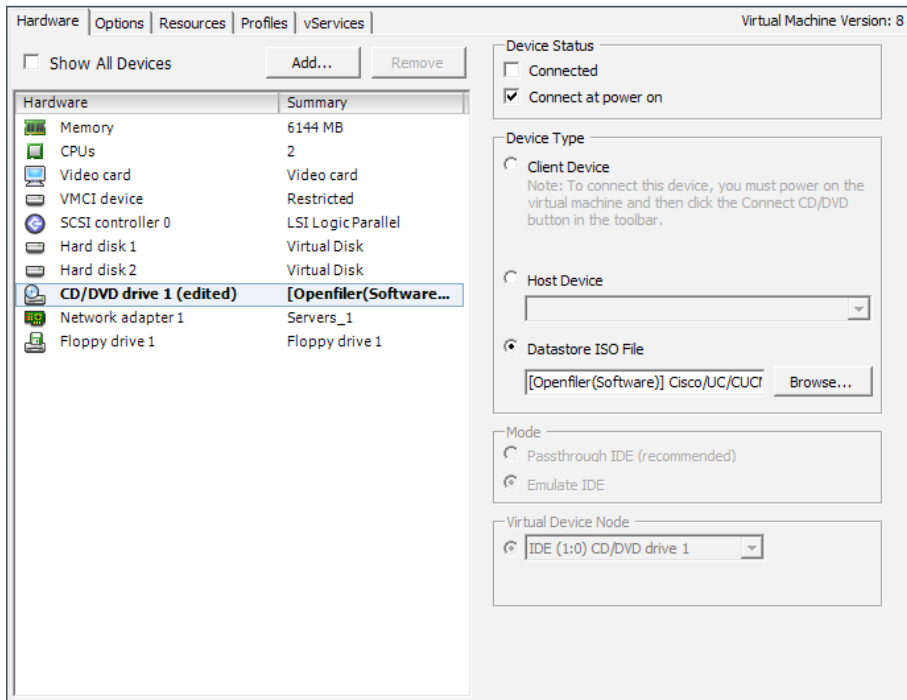 Hardware Options Resources Profiles vServices Virtual Machine Version: 8
Show All Devices Add... Remove
Hardware Summary
Memory 6144 MB
CPUs 2
Video card Video card
VMCI device Restricted
SCSI controller 0 LSI Logic Parallel
Hard disk 1 Virtual Disk
Hard disk 2 Virtual Disk
CD/DVD drive 1 (edited) [Openfiler(Software...
Network adapter 1 Servers_1
Floppy drive 1 Floppy drive 1
Device Status
Connected
Connect at power on
Device Type
Client Device
Note: To connect this device, you must power on the
virtual machine and then click the Connect CD/DVD
button in the toolbar.
Host Device
Datastore ISO File
[Openfiler(Software)] Cisco/UC/CUCM Browse...
Mode
Passthrough IDE (recommended)
Emulate IDE
Virtual Device Node
IDE (1:0) CD/DVD drive 1